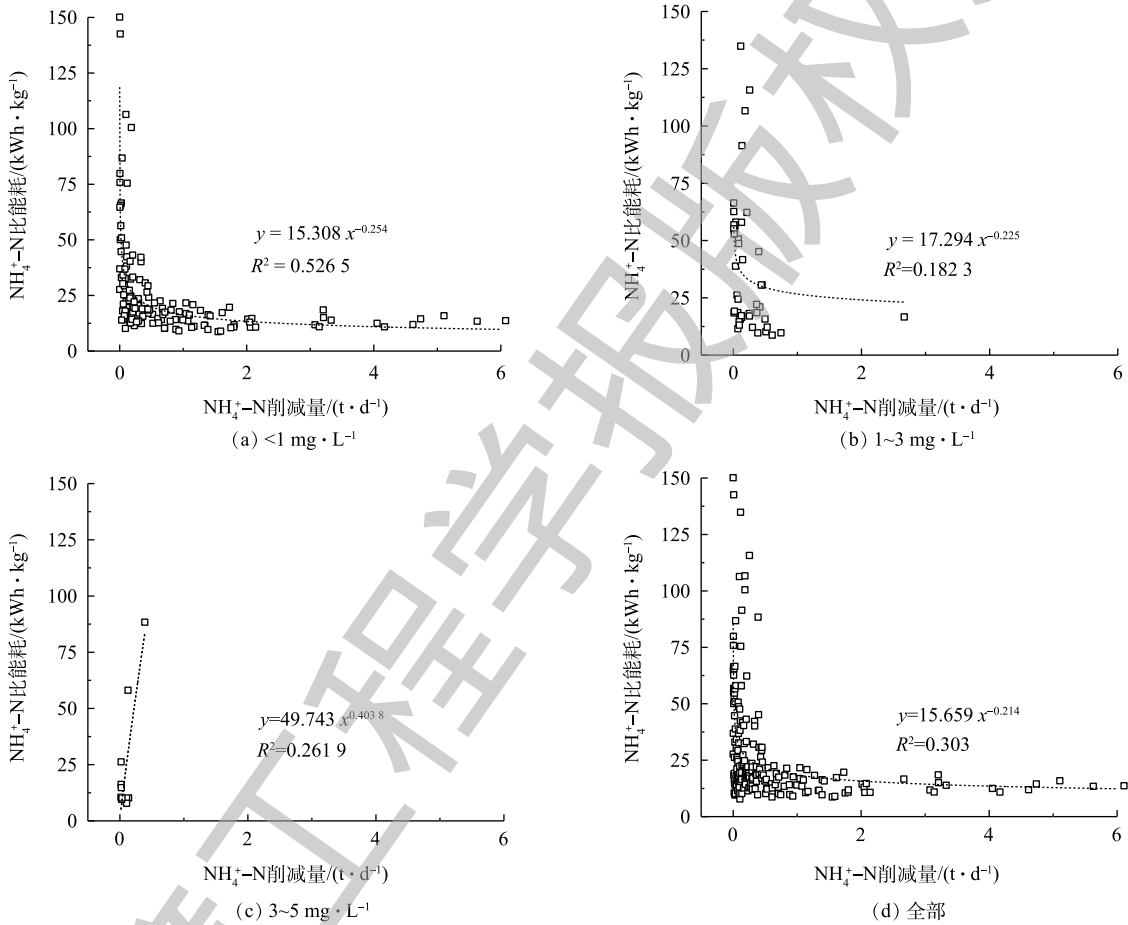 150
125
100
75
50
25
0
NH₄⁺–N比能耗/(kWh·kg⁻¹)
y = 15.308 x⁻⁰·²⁵⁴
R² = 0.526 5
0 2 4 6
NH₄⁺–N削减量/(t·d⁻¹)
(a) <1 mg·L⁻¹
150
125
100
75
50
25
0
NH₄⁺–N比能耗/(kWh·kg⁻¹)
y = 17.294 x⁻⁰·²²⁵
R²=0.182 3
0 2 4 6
NH₄⁺–N削减量/(t·d⁻¹)
(b) 1~3 mg·L⁻¹
150
125
100
75
50
25
0
NH₄⁺–N比能耗/(kWh·kg⁻¹)
y=49.743 x⁰·⁴⁰³ ⁸
R²=0.261 9
0 2 4 6
NH₄⁺–N削减量/(t·d⁻¹)
(c) 3~5 mg·L⁻¹
150
125
100
75
50
25
0
NH₄⁺–N比能耗/(kWh·kg⁻¹)
y=15.659 x⁻⁰·²¹⁴
R²=0.303
0 2 4 6
NH₄⁺–N削减量/(t·d⁻¹)
(d) 全部
工程学报版权